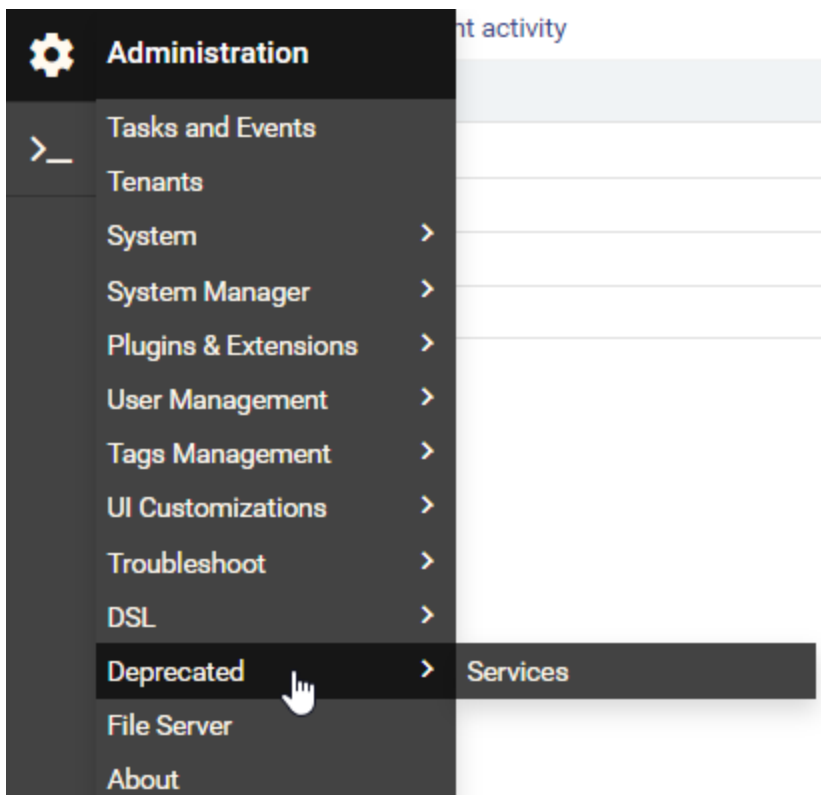 nt activity
Administration
Tasks and Events
Tenants
System
System Manager
Plugins & Extensions
User Management
Tags Management
UI Customizations
Troubleshoot
DSL
Deprecated
Services
File Server
About